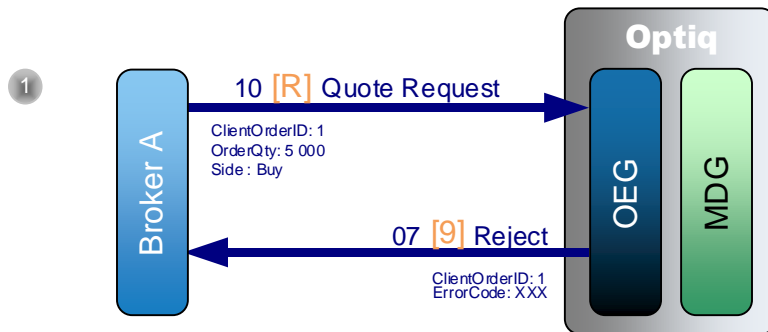 Optiq
1
Broker A
10 [R] Quote Request
ClientOrderID: 1
OrderQty: 5 000
Side : Buy
OEG
MDG
07 [9] Reject
ClientOrderID: 1
ErrorCode: XXX